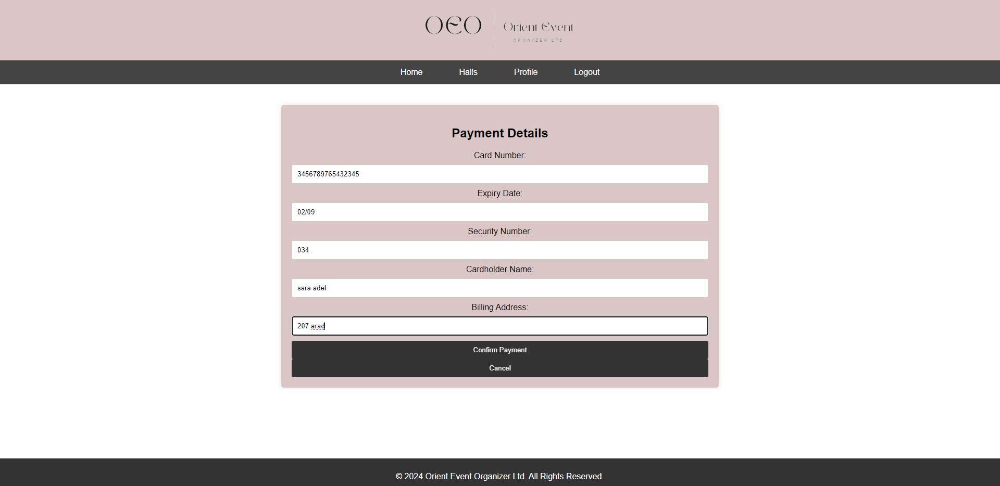 OEO
Orient Event
ORGNIZER LTD
Home Halls Profile Logout
Payment Details
Card Number:
3456789765432345
Expiry Date:
02/09
Security Number:
034
Cardholder Name:
sara adel
Billing Address:
207 arad
Confirm Payment
Cancel
© 2024 Orient Event Organizer Ltd. All Rights Reserved.